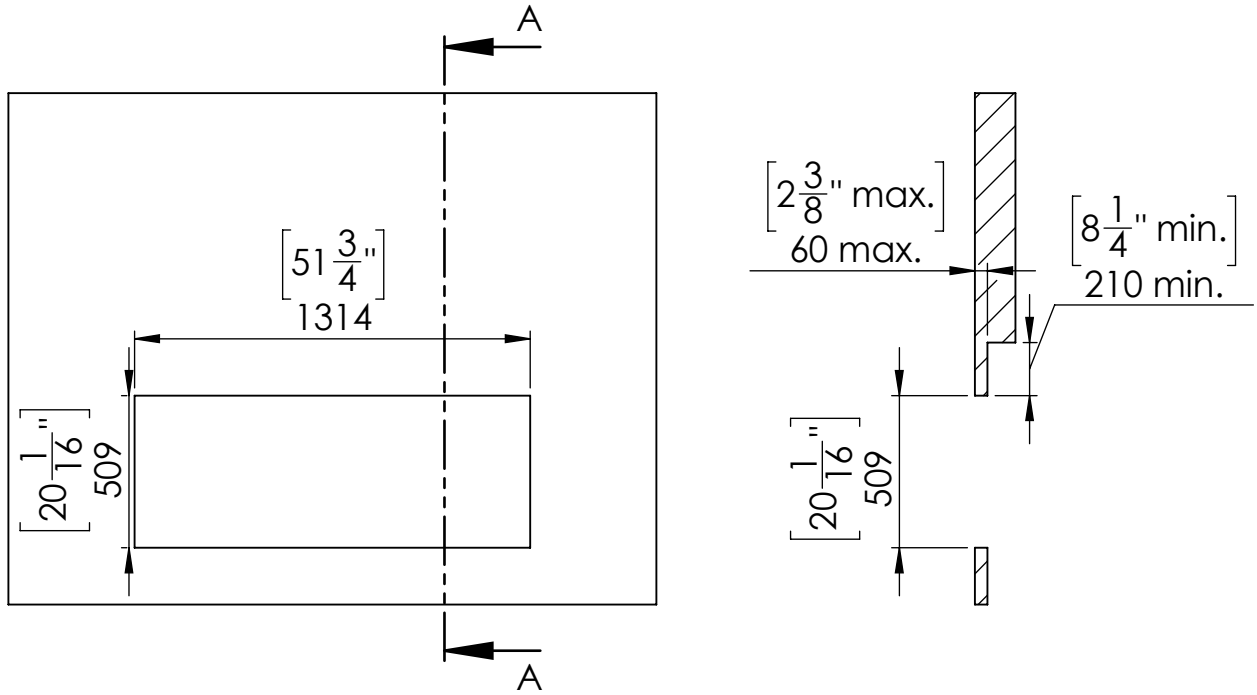 A
[51 3/4"]
1314
[20 1/16"]
509
A
[2 3/8" max.]
60 max.
[8 1/4" min.]
210 min.
[20 1/16"]
509